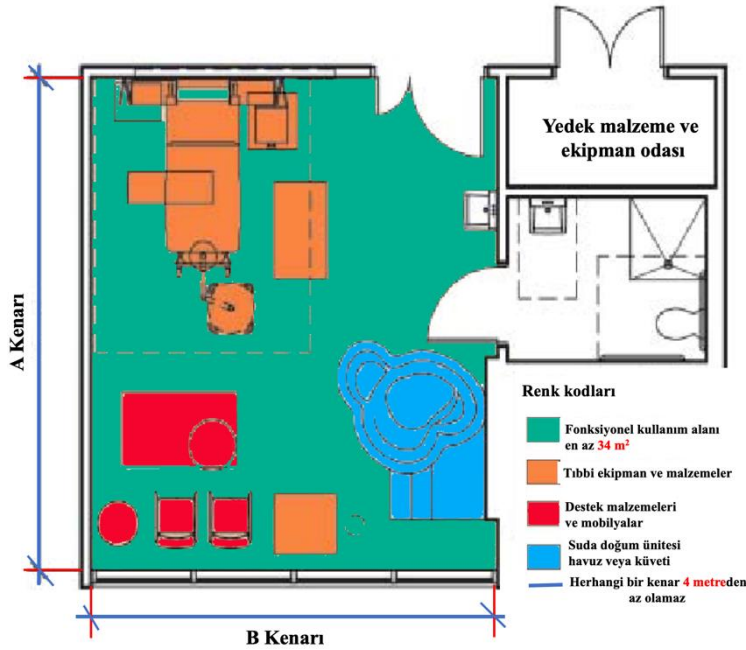 Yedek malzeme ve
ekipman odası
A Kenarı
Renk kodları
Fonksiyonel kullanım alanı
en az 34 m²
Tıbbi ekipman ve malzemeler
Destek malzemeleri
ve mobilyalar
Suda doğum ünitesi
havuz veya küveti
Herhangi bir kenar 4 metreden
az olamaz
B Kenarı